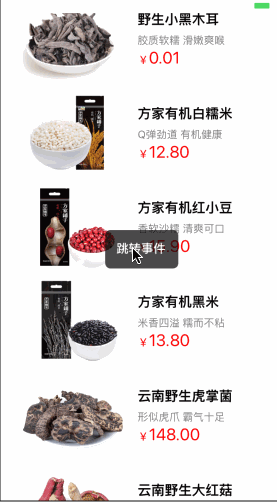 野生小黑木耳
胶质软糯 滑嫩爽喉
￥0.01
方家有机白糯米
Q弹劲道 有机健康
￥12.80
方家有机红小豆
香软沙糯 清爽可口
.90
跳转事件
方家有机黑米
米香四溢 糯而不粘
￥13.80
云南野生虎掌菌
形似虎爪 霸气十足
￥148.00
云南野生大红菇